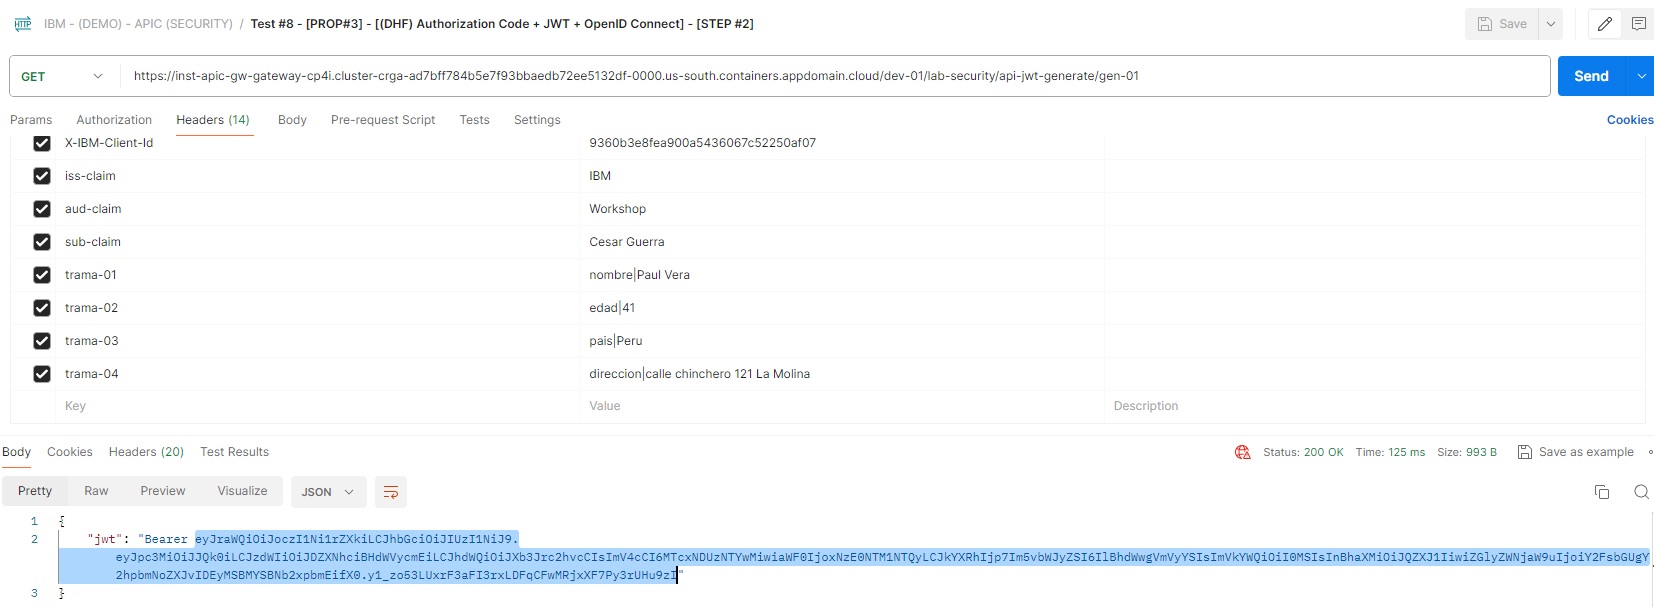 HTTP IBM - (DEMO) - APIC (SECURITY) / Test #8 - [PROP#3] - [(DHF) Authorization Code + JWT + OpenID Connect] - [STEP #2] Save
GET https://inst-apic-gw-gateway-cp4i.cluster-crga-ad7bff784b5e7f93bbaedb72ee5132df-0000.us-south.containers.appdomain.cloud/dev-01/lab-security/api-jwt-generate/gen-01 Send
Params Authorization Headers (14) Body Pre-request Script Tests Settings Cookies
X-IBM-Client-Id 9360b3e8fea900a5436067c52250af07
iss-claim IBM
aud-claim Workshop
sub-claim Cesar Guerra
trama-01 nombre|Paul Vera
trama-02 edad|41
trama-03 pais|Peru
trama-04 direccion|calle chinchero 121 La Molina
Key Value Description
Body Cookies Headers (20) Test Results Status: 200 OK Time: 125 ms Size: 993 B Save as example
Pretty Raw Preview Visualize JSON
1 {
2 "jwt": "Bearer eyJraWQiOiJoczI1Ni1rZXkiLCJhbGciOiJIUzI1NiJ9.
eyJpc3MiOiJJQk0iLCJzdWIiOiJDZXNhciBHdWVycmEiLCJhdWQiOiJXb3Jrc2hvcCIsImV4cCI6MTcxNDUzNTYwMiwiaWF0IjoxNzE0NTM1NTQyLCJkYXRhIjp7Im5vbWJyZSI6IlBhdWwgVmVyYSIsImVkYWQiOiI0MSIsInBhaXMiOiJQZXJ1IiwiZGlyZWNjaW9uIjoiY2FsbGUgY
2hpbmNoZXJvIDEyMSBMYSBNb2xpbmEifX0.y1_zo53LUxrF3aFI3rxLDFqCFwMRjxXF7Py3rUHu9zI"
3 }